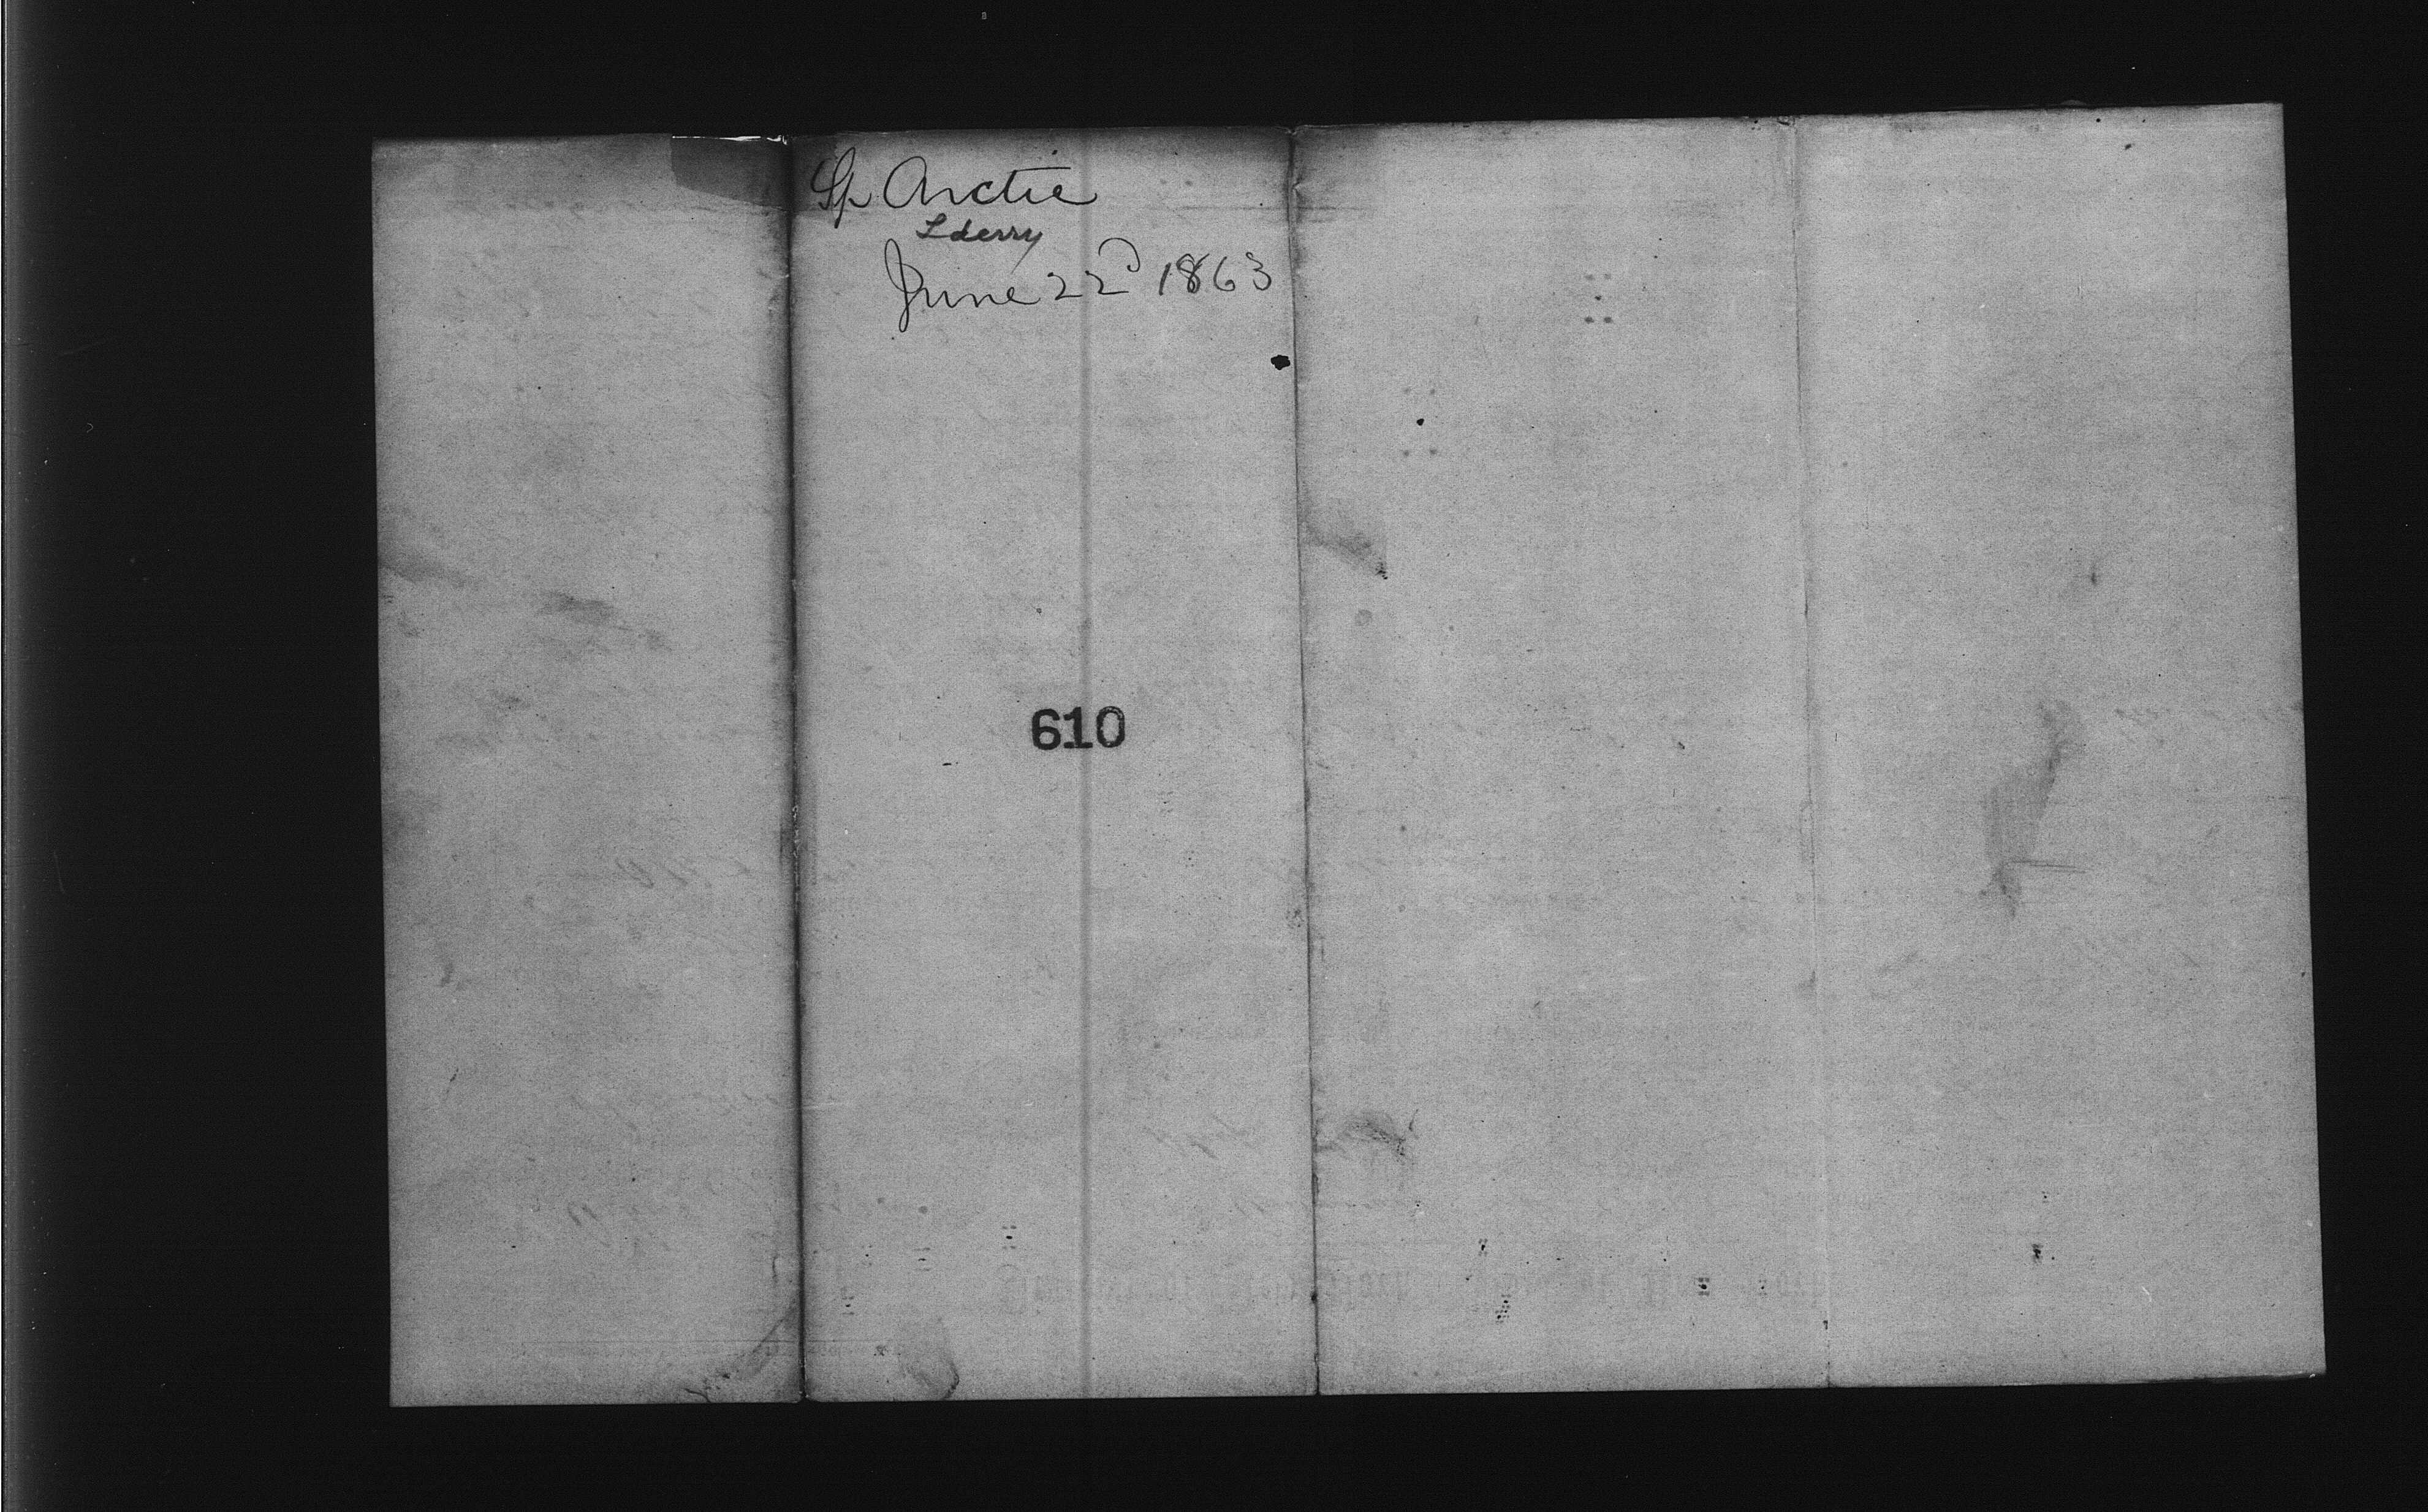 Sp Arctic
Lderry
June 22d 1863
610